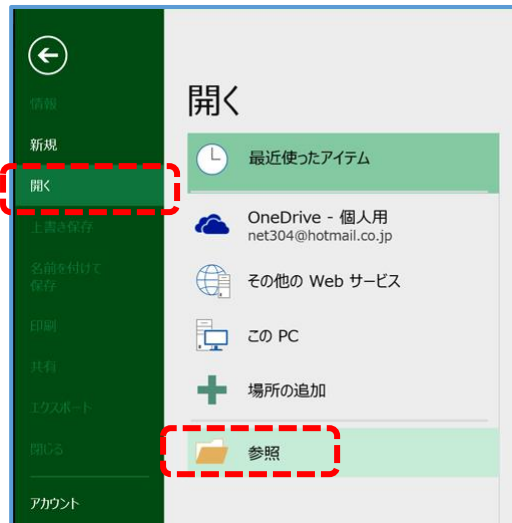 情報
新規
開く
上書き保存
名前を付けて
保存
印刷
共有
エクスポート
閉じる
アカウント
開く
最近使ったアイテム
OneDrive - 個人用
net304@hotmail.co.jp
その他の Web サービス
この PC
場所の追加
参照